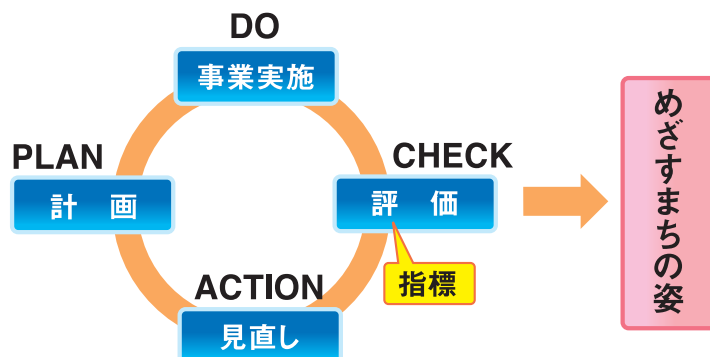 DO
事業実施
PLAN
計 画
CHECK
評 価
指標
ACTION
見直し
めざすまちの姿